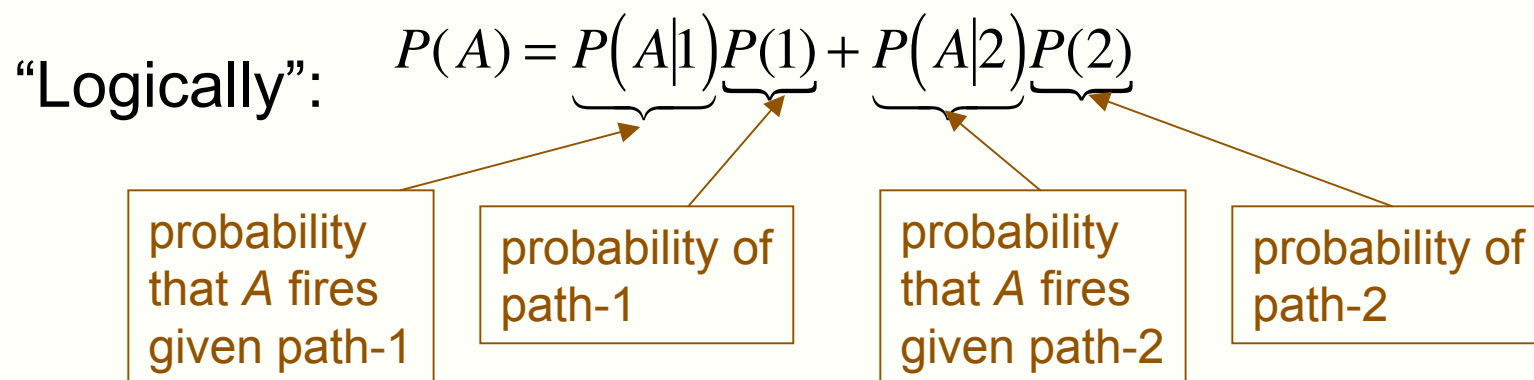 “Logically”: P(A) = P(A|1)P(1) + P(A|2)P(2)
probability
that A fires
given path-1
probability of
path-1
probability
that A fires
given path-2
probability of
path-2